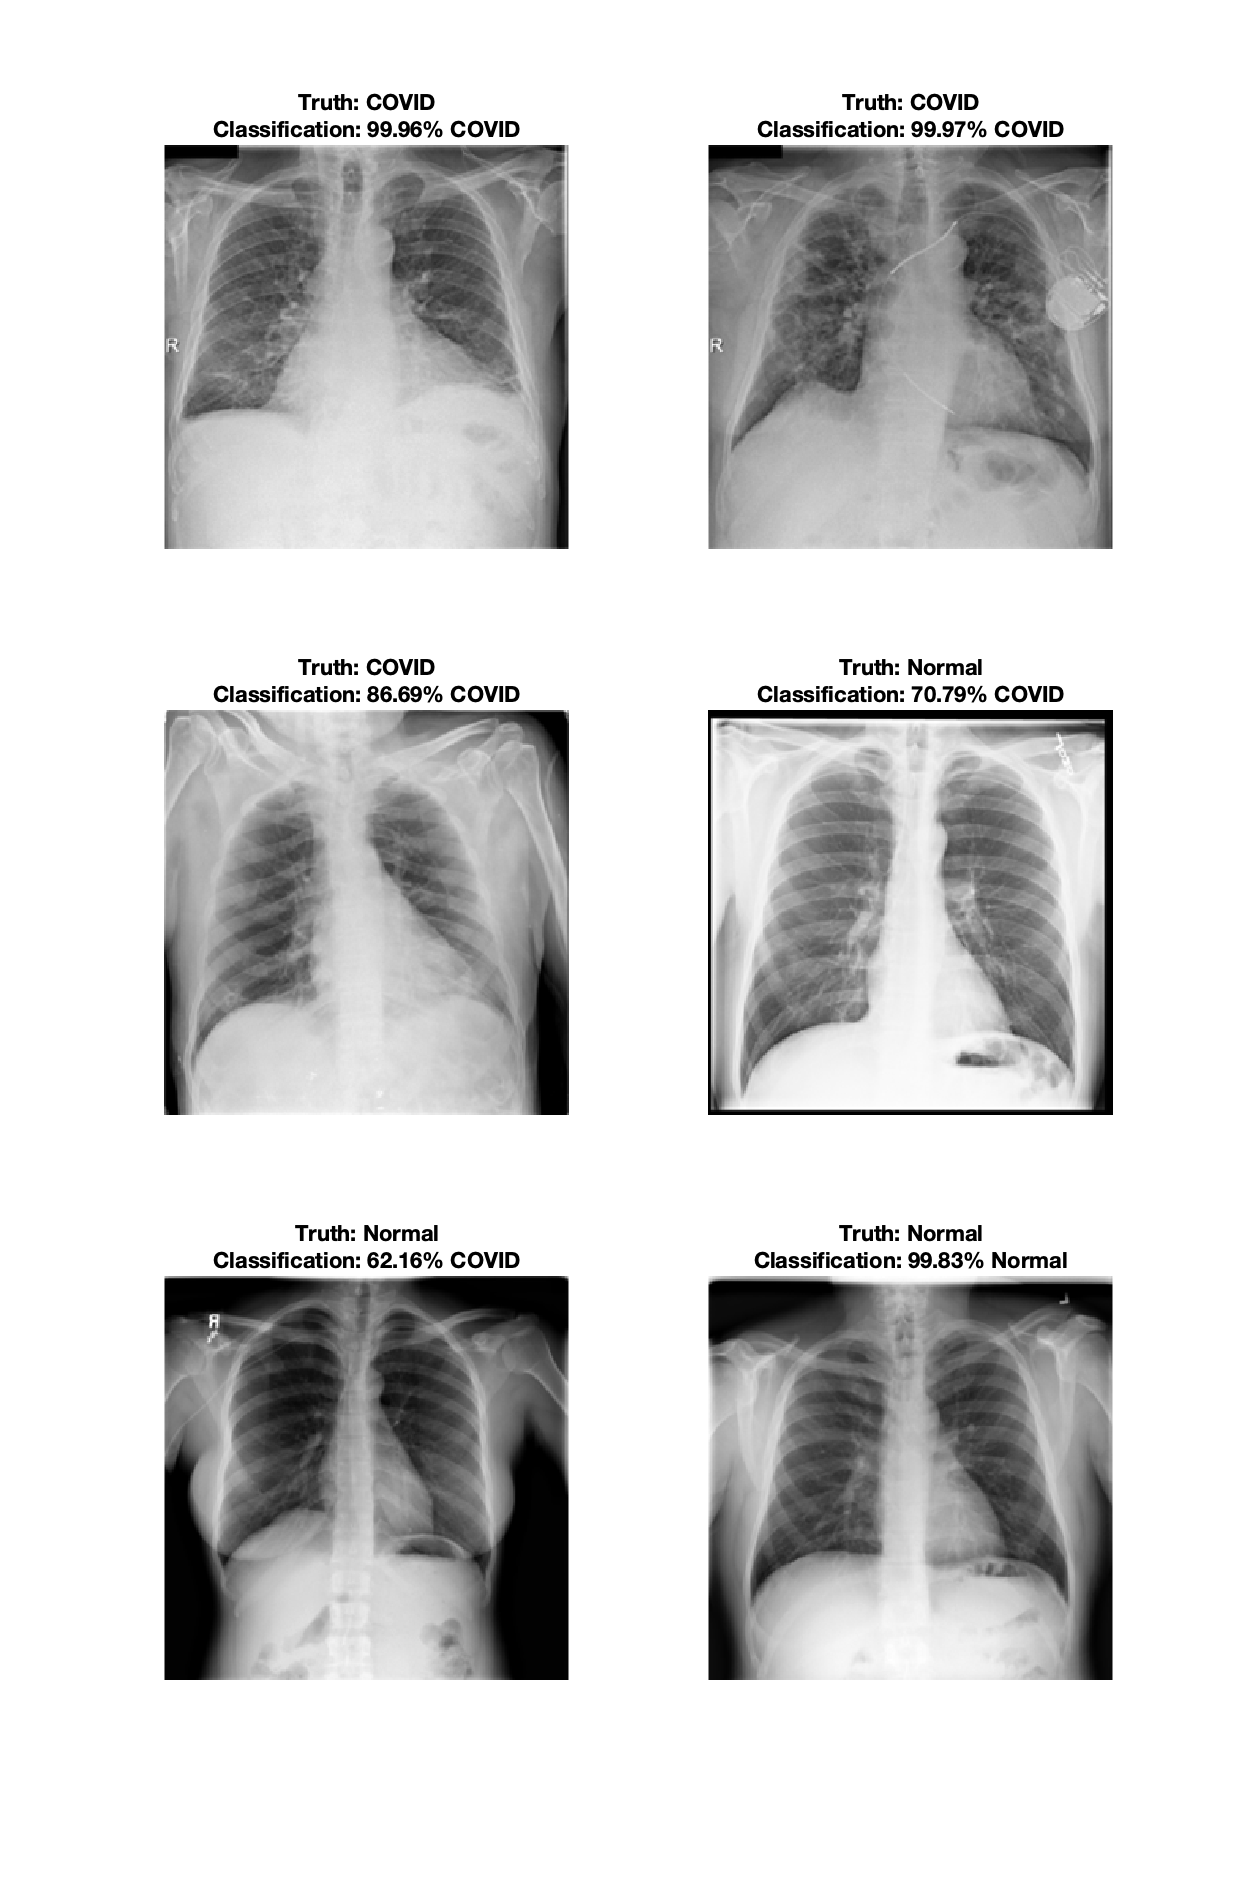 Truth: COVID
Classification: 99.96% COVID
Truth: COVID
Classification: 99.97% COVID
R
R
Truth: COVID
Classification: 86.69% COVID
Truth: Normal
Classification: 70.79% COVID
Truth: Normal
Classification: 62.16% COVID
Truth: Normal
Classification: 99.83% Normal
R
L